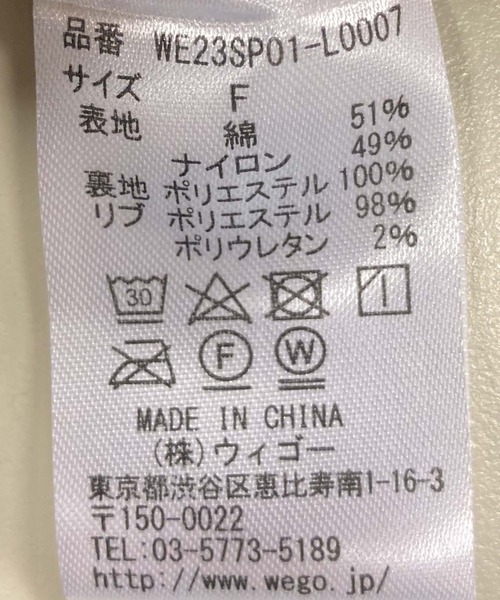 品番 WE23SP01-L0007
サイズ F
表地 綿 51%
ナイロン 49%
裏地 ポリエステル 100%
リブ ポリエステル 98%
ポリウレタン 2%
30
F W
MADE IN CHINA
(株)ウィゴー
東京都渋谷区恵比寿南1-16-3
〒150-0022
TEL:03-5773-5189
http://www.wego.jp/